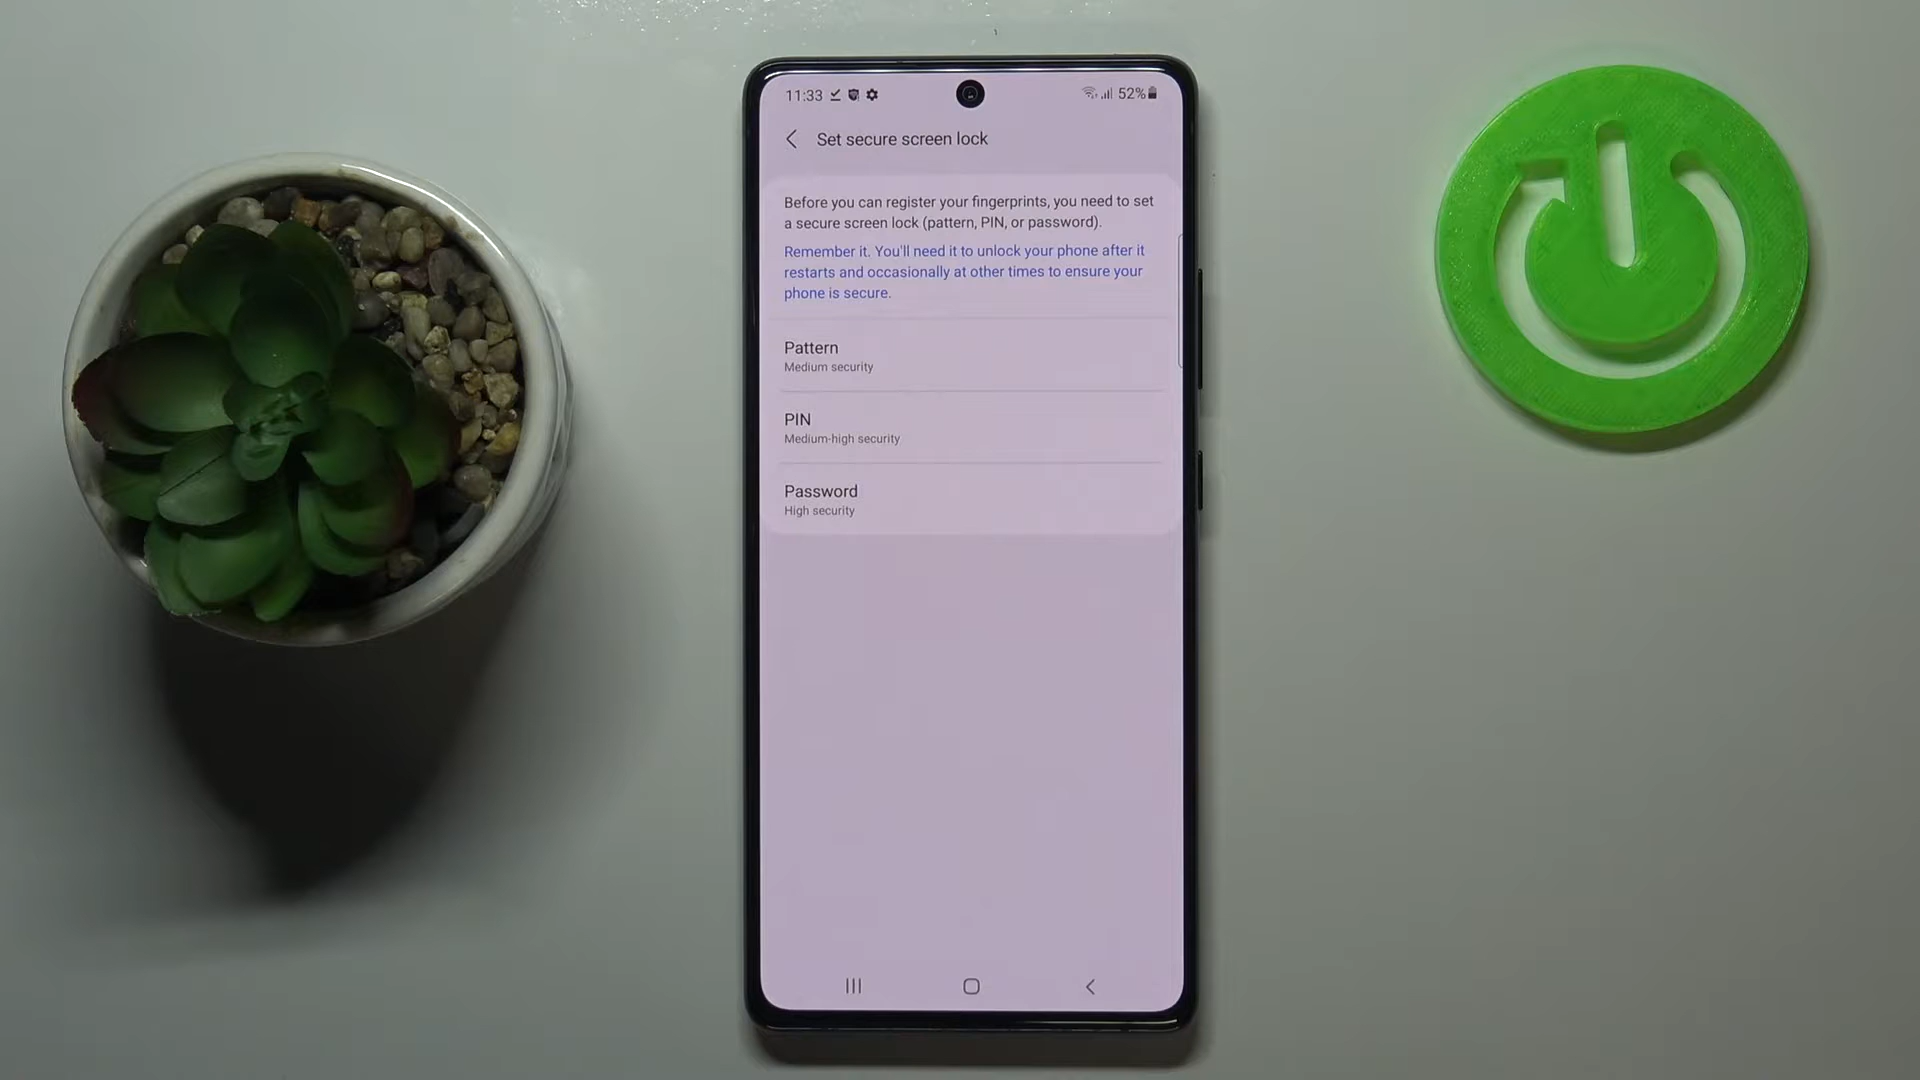 11:33
52%
Set secure screen lock
Before you can register your fingerprints, you need to set
a secure screen lock (pattern, PIN, or password).
Remember it. You'll need it to unlock your phone after it
restarts and occasionally at other times to ensure your
phone is secure.
Pattern
Medium security
PIN
Medium-high security
Password
High security